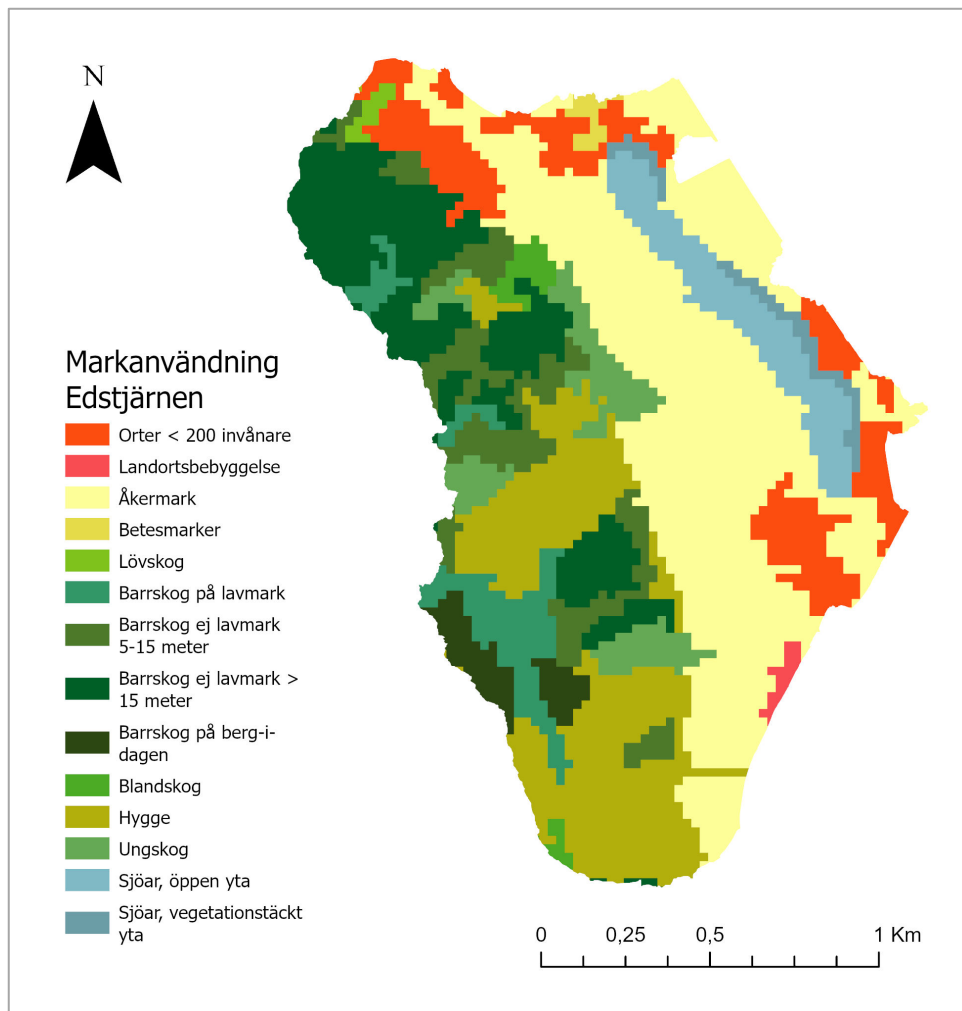 N
Markanvändning
Edstjärnen
Orter < 200 invånare
Landortsbebyggelse
Åkermark
Betesmarker
Lövskog
Barrskog på lavmark
Barrskog ej lavmark
5-15 meter
Barrskog ej lavmark >
15 meter
Barrskog på berg-i-
dagen
Blandskog
Hygge
Ungskog
Sjöar, öppen yta
Sjöar, vegetationstäckt
yta
0 0,25 0,5 1 Km